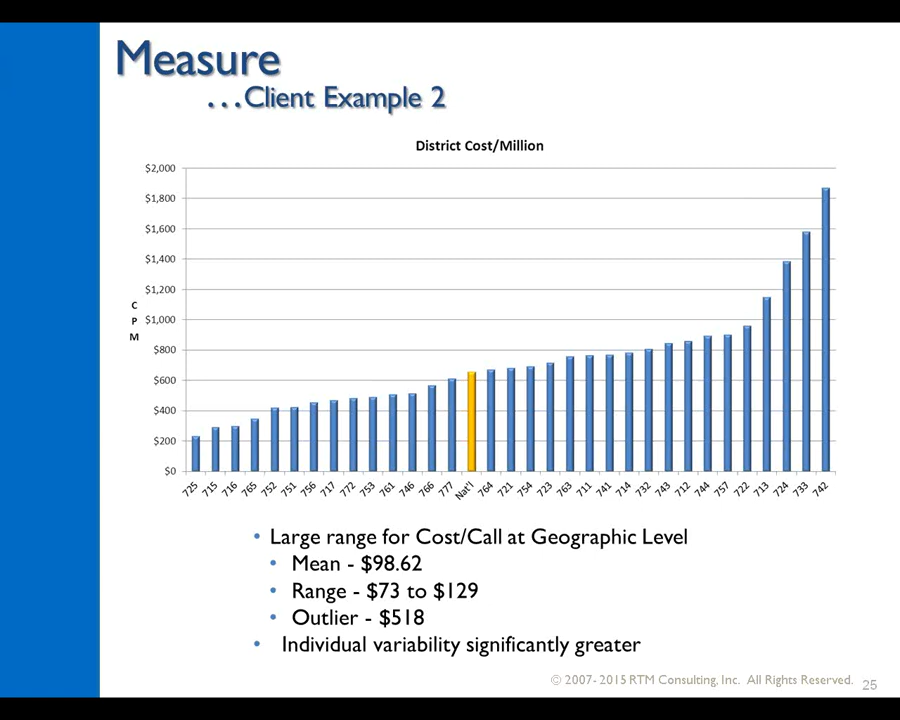 Measure
...Client Example 2
District Cost/Million
$2,000
$1,800
$1,600
$1,400
$1,200
$1,000
$800
$600
$400
$200
$0
C
P
M
725 715 716 765 752 751 756 717 772 753 761 746 766 777 Nat'l 764 721 754 723 763 711 741 714 732 743 712 744 757 722 713 724 733 742
• Large range for Cost/Call at Geographic Level
• Mean - $98.62
• Range - $73 to $129
• Outlier - $518
• Individual variability significantly greater
© 2007- 2015 RTM Consulting, Inc. All Rights Reserved.
25